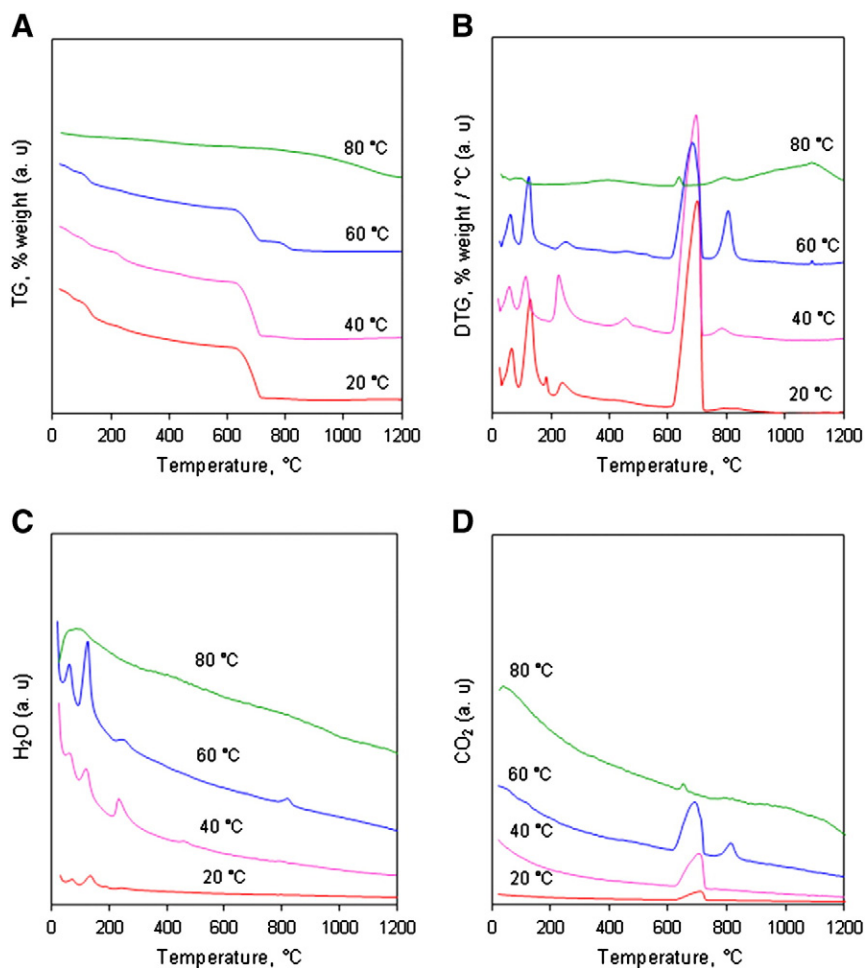 A
TG, % weight (a. u)
80 °C
60 °C
40 °C
20 °C
0 200 400 600 800 1000 1200
Temperature, °C
B
DTG, % weight / °C (a. u)
80 °C
60 °C
40 °C
20 °C
0 200 400 600 800 1000 1200
Temperature, °C
C
H₂O (a. u)
80 °C
60 °C
40 °C
20 °C
0 200 400 600 800 1000 1200
Temperature, °C
D
CO₂ (a. u)
80 °C
60 °C
40 °C
20 °C
0 200 400 600 800 1000 1200
Temperature, °C